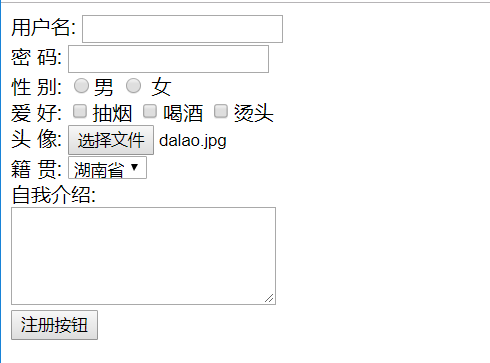 用户名:
密 码:
性 别: 男 女
爱 好: 抽烟 喝酒 烫头
头 像: 选择文件 dalao.jpg
籍 贯: 湖南省
自我介绍:
注册按钮